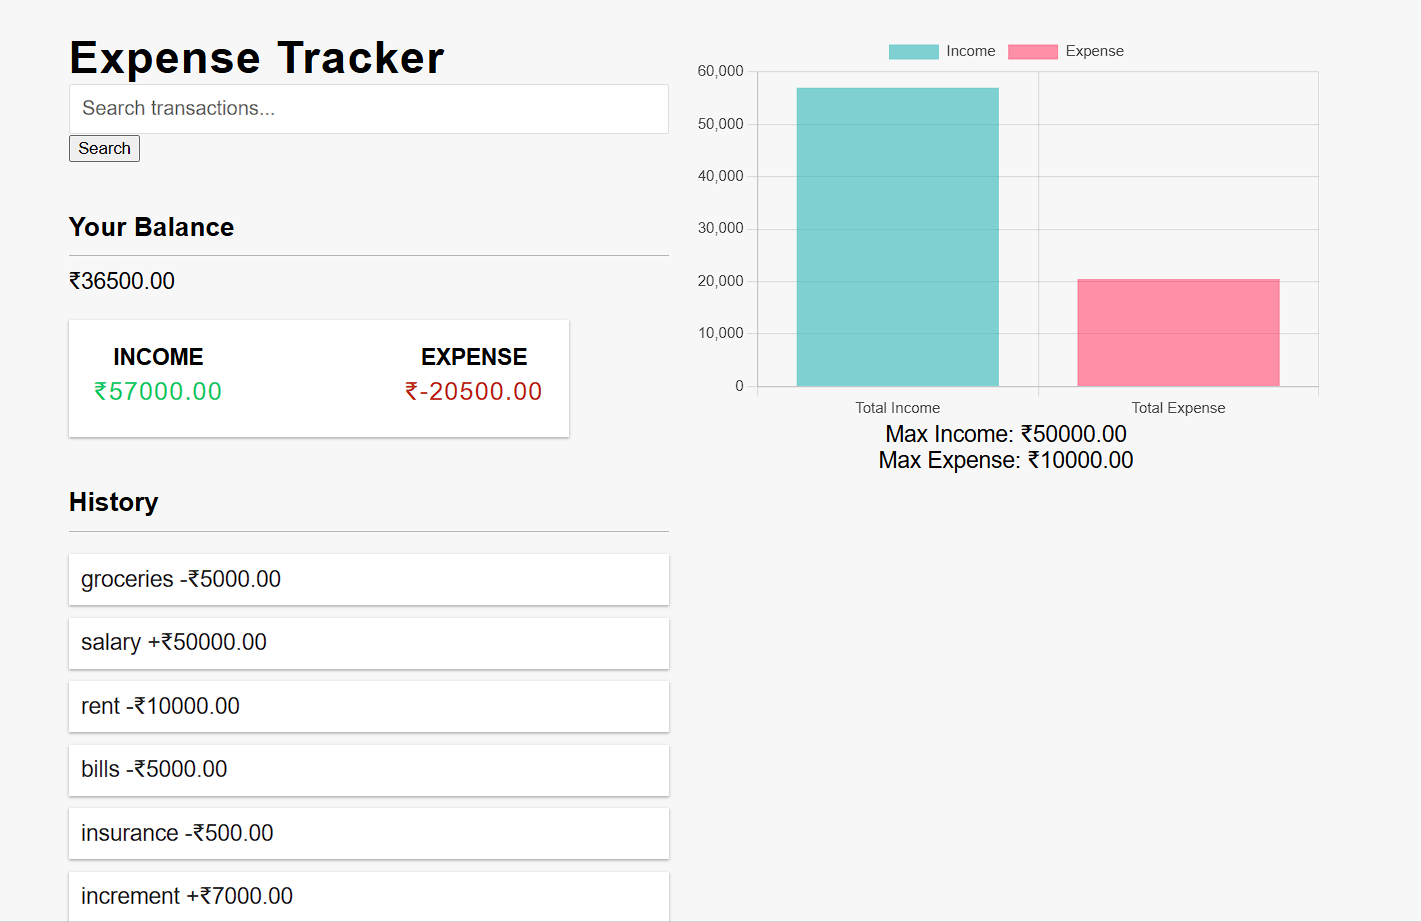 Expense Tracker
Search transactions...
Search
Your Balance
₹36500.00
INCOME EXPENSE
₹57000.00 ₹-20500.00
History
groceries -₹5000.00
salary +₹50000.00
rent -₹10000.00
bills -₹5000.00
insurance -₹500.00
increment +₹7000.00
Income Expense
60,000
50,000
40,000
30,000
20,000
10,000
0
Total Income Total Expense
Max Income: ₹50000.00
Max Expense: ₹10000.00